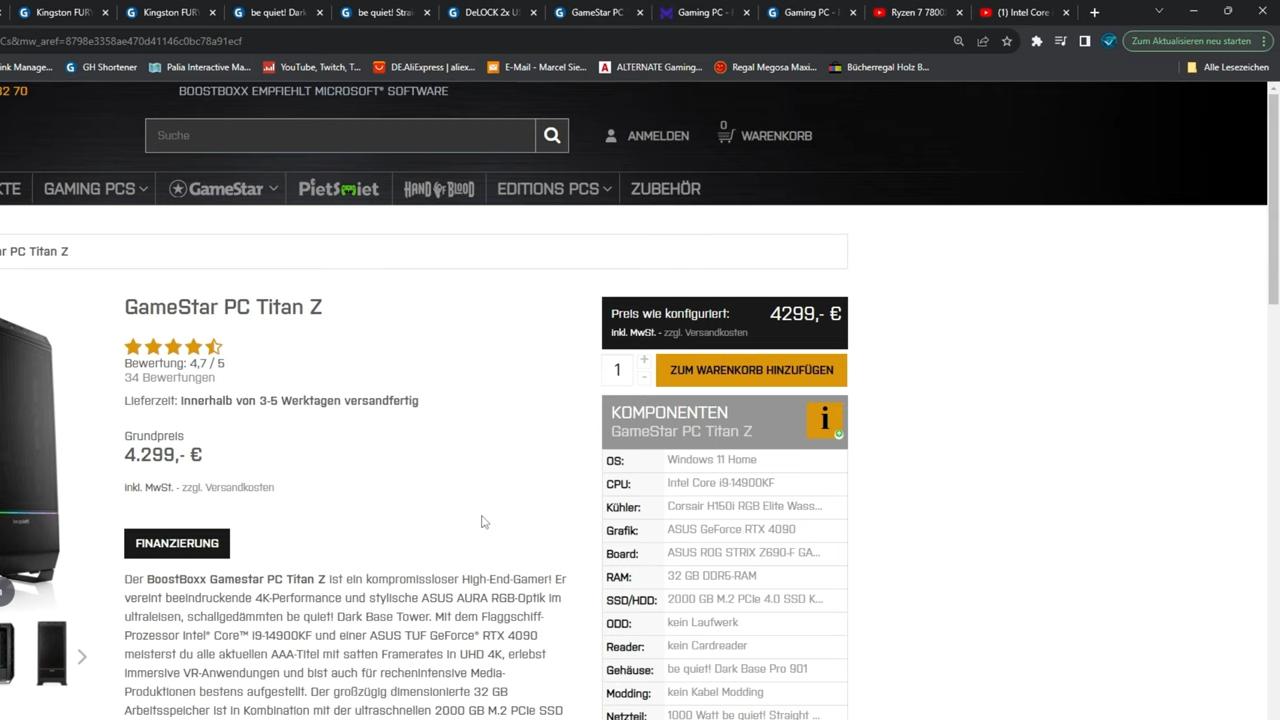 Kingston FUR
Kingston FUR
be quiet! Dark
be quiet! Strai
DeLOCK 2x U
GameStar PC
Gaming PC -
Gaming PC -
Ryzen 7 780
(1) Intel Core
Cs&mw_aref=8798e3358ae470d41146c0bc78a91ecf
Zum Aktualisieren neu starten
ink Manage...
GH Shortener
Palia Interactive Ma...
YouTube, Twitch, T...
DE.AliExpress | aliex...
E-Mail - Marcel Sie...
ALTERNATE Gaming...
Regal Megosa Maxi...
Bücherregal Holz B...
Alle Lesezeichen
32 70
BOOSTBOXX EMPFIEHLT MICROSOFT® SOFTWARE
Suche
ANMELDEN
0
WARENKORB
KTE
GAMING PCS
GameStar
PietSmiet
HAND OF BLOOD
EDITIONS PCS
ZUBEHÖR
r PC Titan Z
GameStar PC Titan Z
Bewertung: 4,7 / 5
34 Bewertungen
Lieferzeit: Innerhalb von 3-5 Werktagen versandfertig
Grundpreis
4.299,- €
inkl. MwSt. - zzgl. Versandkosten
FINANZIERUNG
Der BoostBoxx Gamestar PC Titan Z ist ein kompromissloser High-End-Gamer! Er
vereint beeindruckende 4K-Performance und stylische ASUS AURA RGB-Optik im
ultraleisen, schallgedämmten be quiet! Dark Base Tower. Mit dem Flaggschiff-
Prozessor Intel® Core™ i9-14900KF und einer ASUS TUF GeForce® RTX 4090
meisterst du alle aktuellen AAA-Titel mit satten Framerates in UHD 4K, erlebst
immersive VR-Anwendungen und bist auch für rechenintensive Media-
Produktionen bestens aufgestellt. Der großzügig dimensionierte 32 GB
Arbeitsspeicher ist in Kombination mit der ultraschnellen 2000 GB M.2 PCIe SSD
Preis wie konfiguriert: 4299,- €
inkl. MwSt. - zzgl. Versandkosten
1 + -
ZUM WARENKORB HINZUFÜGEN
KOMPONENTEN
GameStar PC Titan Z
i
OS: Windows 11 Home
CPU: Intel Core i9-14900KF
Kühler: Corsair H150i RGB Elite Wass...
Grafik: ASUS GeForce RTX 4090
Board: ASUS ROG STRIX Z690-F GA...
RAM: 32 GB DDR5-RAM
SSD/HDD: 2000 GB M.2 PCIe 4.0 SSD K...
ODD: kein Laufwerk
Reader: kein Cardreader
Gehäuse: be quiet! Dark Base Pro 901
Modding: kein Kabel Modding
Netzteil: 1000 Watt be quiet! Straight ...